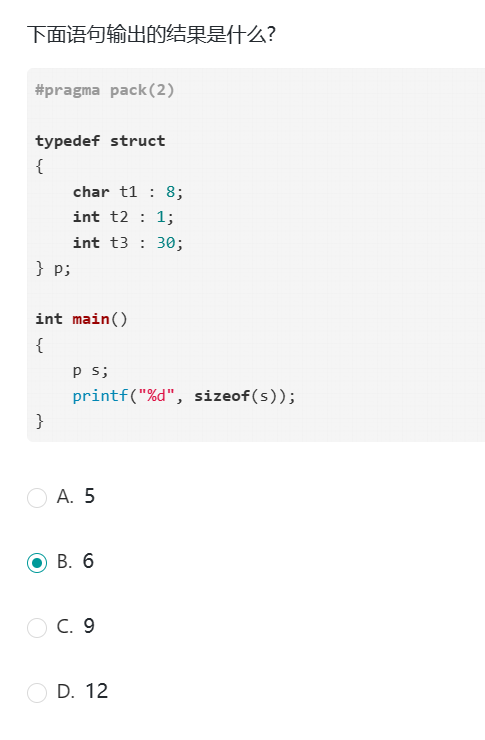 下面语句输出的结果是什么?
#pragma pack(2)
typedef struct
{
    char t1 : 8;
    int t2 : 1;
    int t3 : 30;
} p;
int main()
{
    p s;
    printf("%d", sizeof(s));
}
A. 5
B. 6
C. 9
D. 12